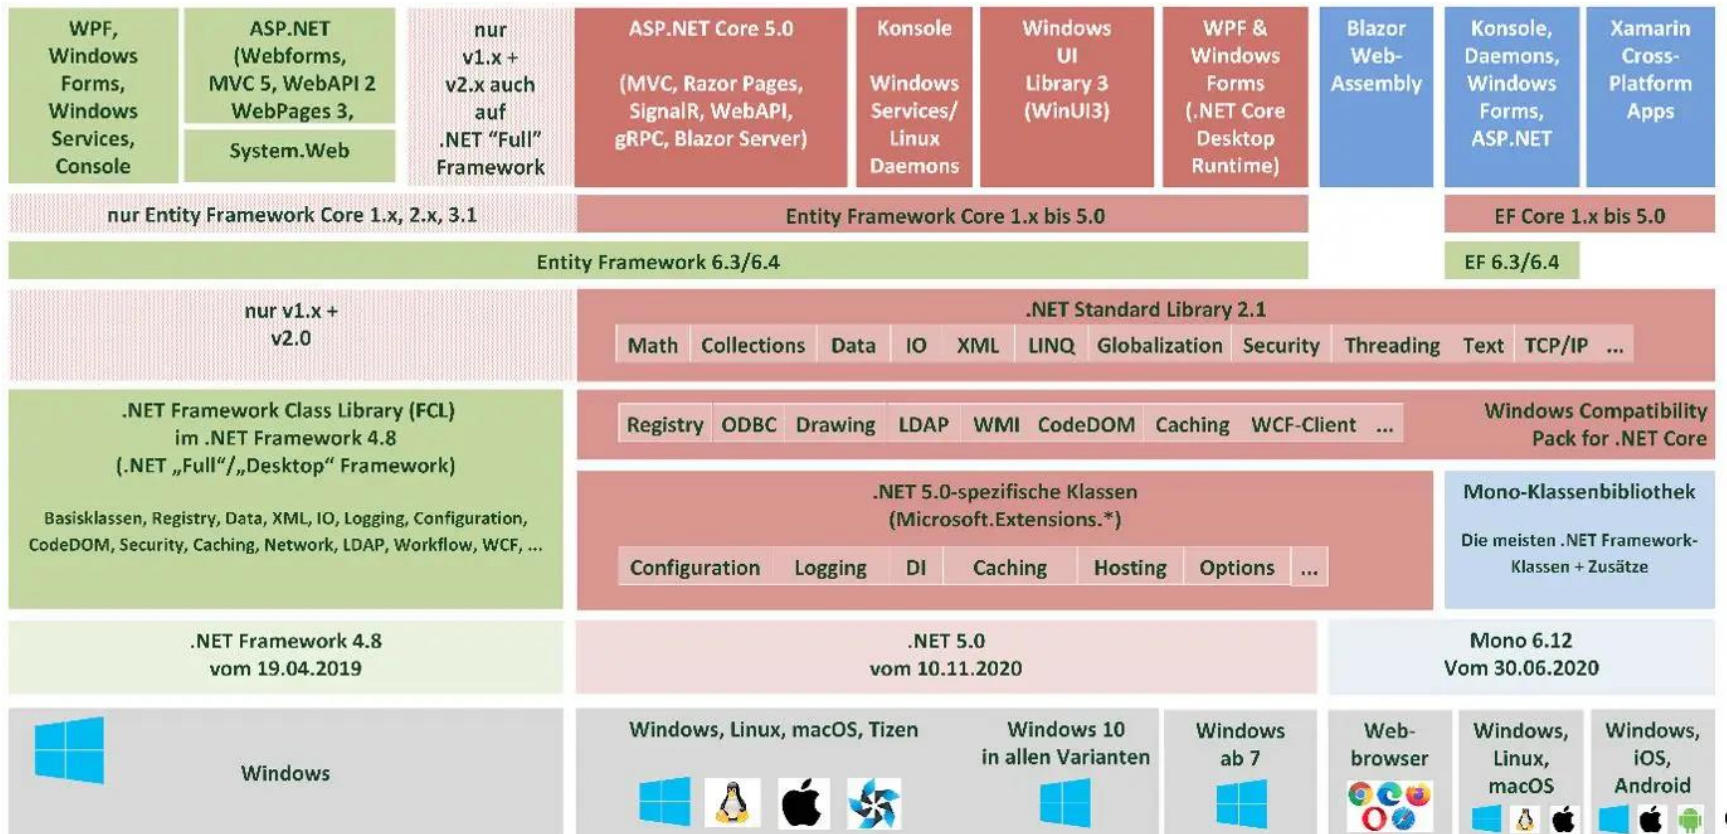 WPF,
Windows
Forms,
Windows
Services,
Console
ASP.NET
(Webforms,
MVC 5, WebAPI 2
WebPages 3,
System.Web
nur
v1.x +
v2.x auch
auf
.NET “Full”
Framework
ASP.NET Core 5.0
(MVC, Razor Pages,
SignalR, WebAPI,
gRPC, Blazor Server)
Konsole
Windows
Services/
Linux
Daemons
Windows
UI
Library 3
(WinUI3)
WPF &
Windows
Forms
(.NET Core
Desktop
Runtime)
Blazor
Web-
Assembly
Konsole,
Daemons,
Windows
Forms,
ASP.NET
Xamarin
Cross-
Platform
Apps
nur Entity Framework Core 1.x, 2.x, 3.1
Entity Framework Core 1.x bis 5.0
EF Core 1.x bis 5.0
Entity Framework 6.3/6.4
EF 6.3/6.4
nur v1.x +
v2.0
.NET Standard Library 2.1
Math Collections Data IO XML LINQ Globalization Security Threading Text TCP/IP ...
.NET Framework Class Library (FCL)
im .NET Framework 4.8
(.NET „Full“/„Desktop“ Framework)
Basisklassen, Registry, Data, XML, IO, Logging, Configuration,
CodeDOM, Security, Caching, Network, LDAP, Workflow, WCF, ...
Registry ODBC Drawing LDAP WMI CodeDOM Caching WCF-Client ...
Windows Compatibility
Pack for .NET Core
.NET 5.0-spezifische Klassen
(Microsoft.Extensions.*)
Configuration Logging DI Caching Hosting Options ...
Mono-Klassenbibliothek
Die meisten .NET Framework-
Klassen + Zusätze
.NET Framework 4.8
vom 19.04.2019
.NET 5.0
vom 10.11.2020
Mono 6.12
Vom 30.06.2020
Windows
Windows, Linux, macOS, Tizen
Windows 10
in allen Varianten
Windows
ab 7
Web-
browser
Windows,
Linux,
macOS
Windows,
iOS,
Android